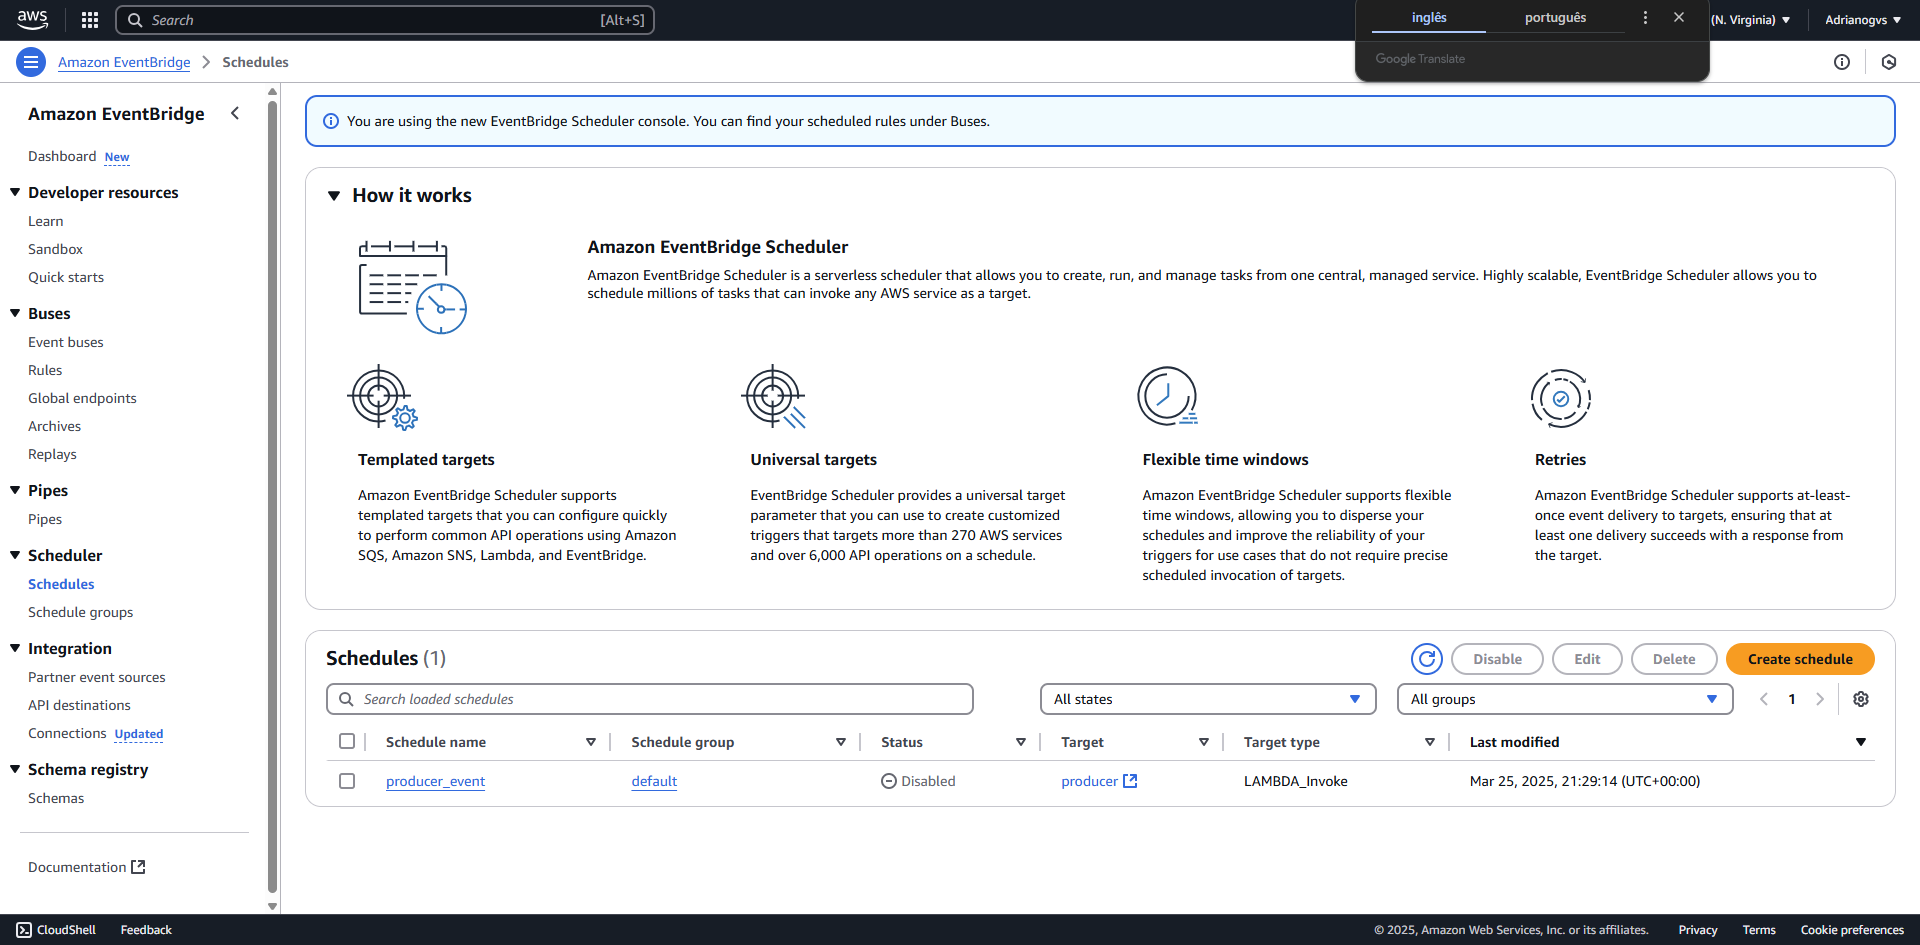 aws
Search
[Alt+S]
inglês
português
(N. Virginia)
Adrianogvs
Google Translate
Amazon EventBridge
Schedules
Amazon EventBridge
Dashboard New
Developer resources
Learn
Sandbox
Quick starts
Buses
Event buses
Rules
Global endpoints
Archives
Replays
Pipes
Pipes
Scheduler
Schedules
Schedule groups
Integration
Partner event sources
API destinations
Connections Updated
Schema registry
Schemas
Documentation
You are using the new EventBridge Scheduler console. You can find your scheduled rules under Buses.
How it works
Amazon EventBridge Scheduler
Amazon EventBridge Scheduler is a serverless scheduler that allows you to create, run, and manage tasks from one central, managed service. Highly scalable, EventBridge Scheduler allows you to
schedule millions of tasks that can invoke any AWS service as a target.
Templated targets
Amazon EventBridge Scheduler supports
templated targets that you can configure quickly
to perform common API operations using Amazon
SQS, Amazon SNS, Lambda, and EventBridge.
Universal targets
EventBridge Scheduler provides a universal target
parameter that you can use to create customized
triggers that targets more than 270 AWS services
and over 6,000 API operations on a schedule.
Flexible time windows
Amazon EventBridge Scheduler supports flexible
time windows, allowing you to disperse your
schedules and improve the reliability of your
triggers for use cases that do not require precise
scheduled invocation of targets.
Retries
Amazon EventBridge Scheduler supports at-least-
once event delivery to targets, ensuring that at
least one delivery succeeds with a response from
the target.
Schedules (1)
Disable
Edit
Delete
Create schedule
Search loaded schedules
All states
All groups
1
Schedule name
Schedule group
Status
Target
Target type
Last modified
producer_event
default
Disabled
producer
LAMBDA_Invoke
Mar 25, 2025, 21:29:14 (UTC+00:00)
CloudShell
Feedback
© 2025, Amazon Web Services, Inc. or its affiliates.
Privacy
Terms
Cookie preferences